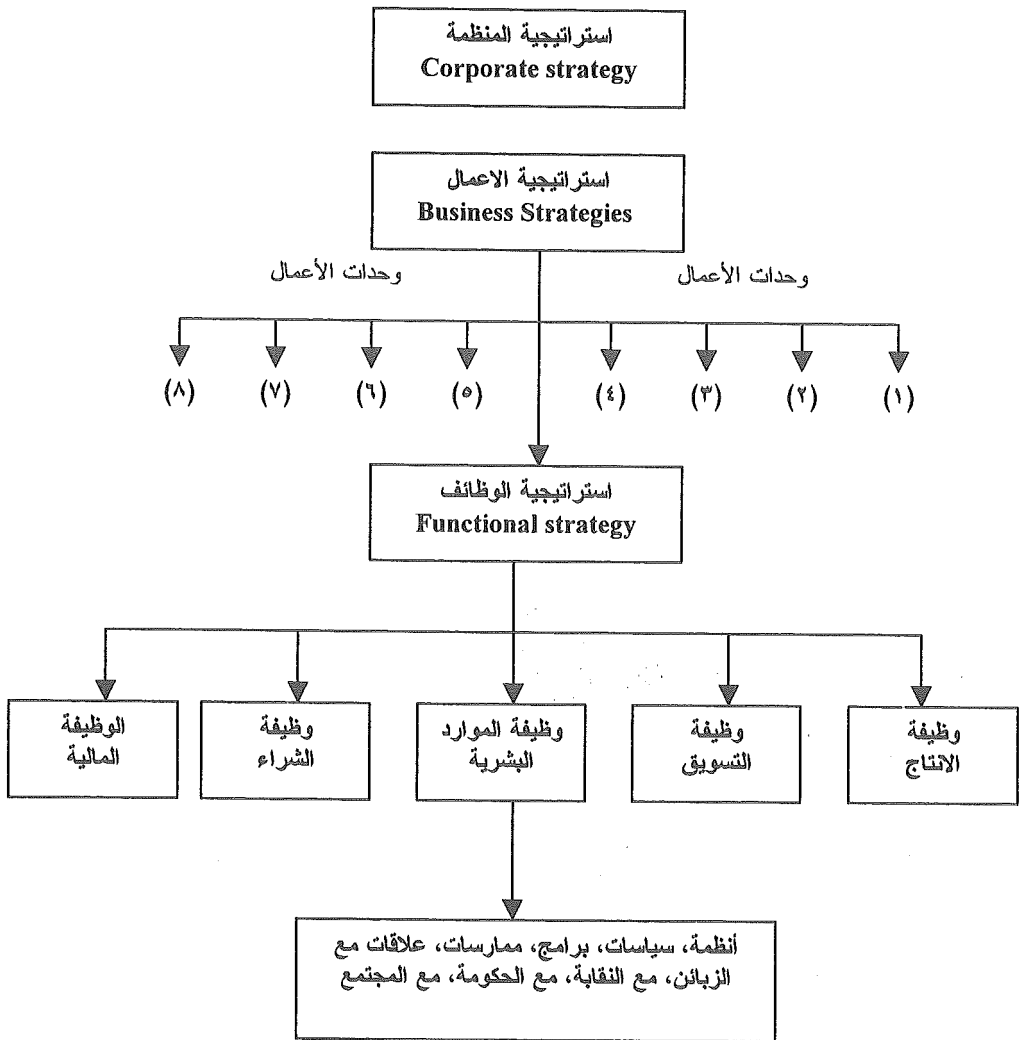 استراتيجية المنظمة
Corporate strategy
استراتيجية الاعمال
Business Strategies
وحدات الأعمال
وحدات الأعمال
(١) (٢) (٣) (٤) (٥) (٦) (٧) (٨)
استراتيجية الوظائف
Functional strategy
وظيفة
الانتاج
وظيفة
التسويق
وظيفة الموارد
البشرية
وظيفة
الشراء
الوظيفة
المالية
أنظمة، سياسات، برامج، ممارسات، علاقات مع
الزبائن، مع النقابة، مع الحكومة، مع المجتمع